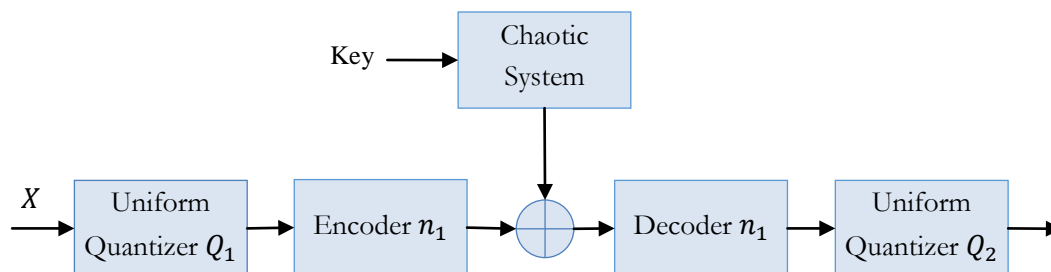 Key
Chaotic
System
X
Uniform
Quantizer Q₁
Encoder n₁
Decoder n₁
Uniform
Quantizer Q₂